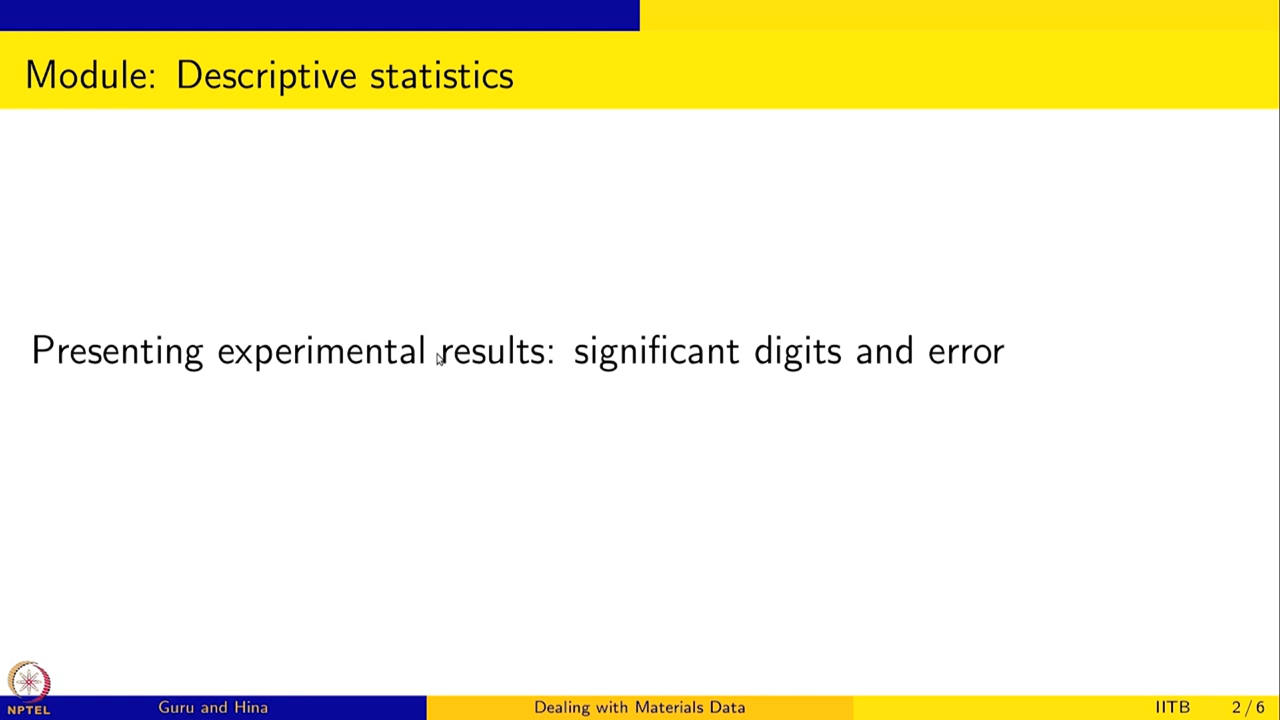 Module: Descriptive statistics
Presenting experimental results: significant digits and error
NPTEL
Guru and Hina
Dealing with Materials Data
IITB
2 / 6